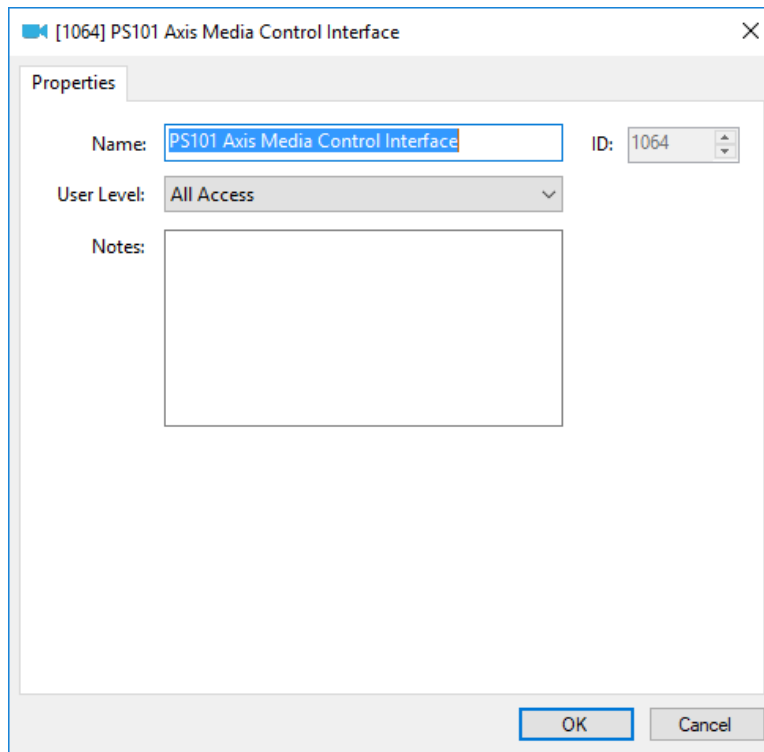 [1064] PS101 Axis Media Control Interface
Properties
Name: PS101 Axis Media Control Interface ID: 1064
User Level: All Access
Notes:
OK Cancel